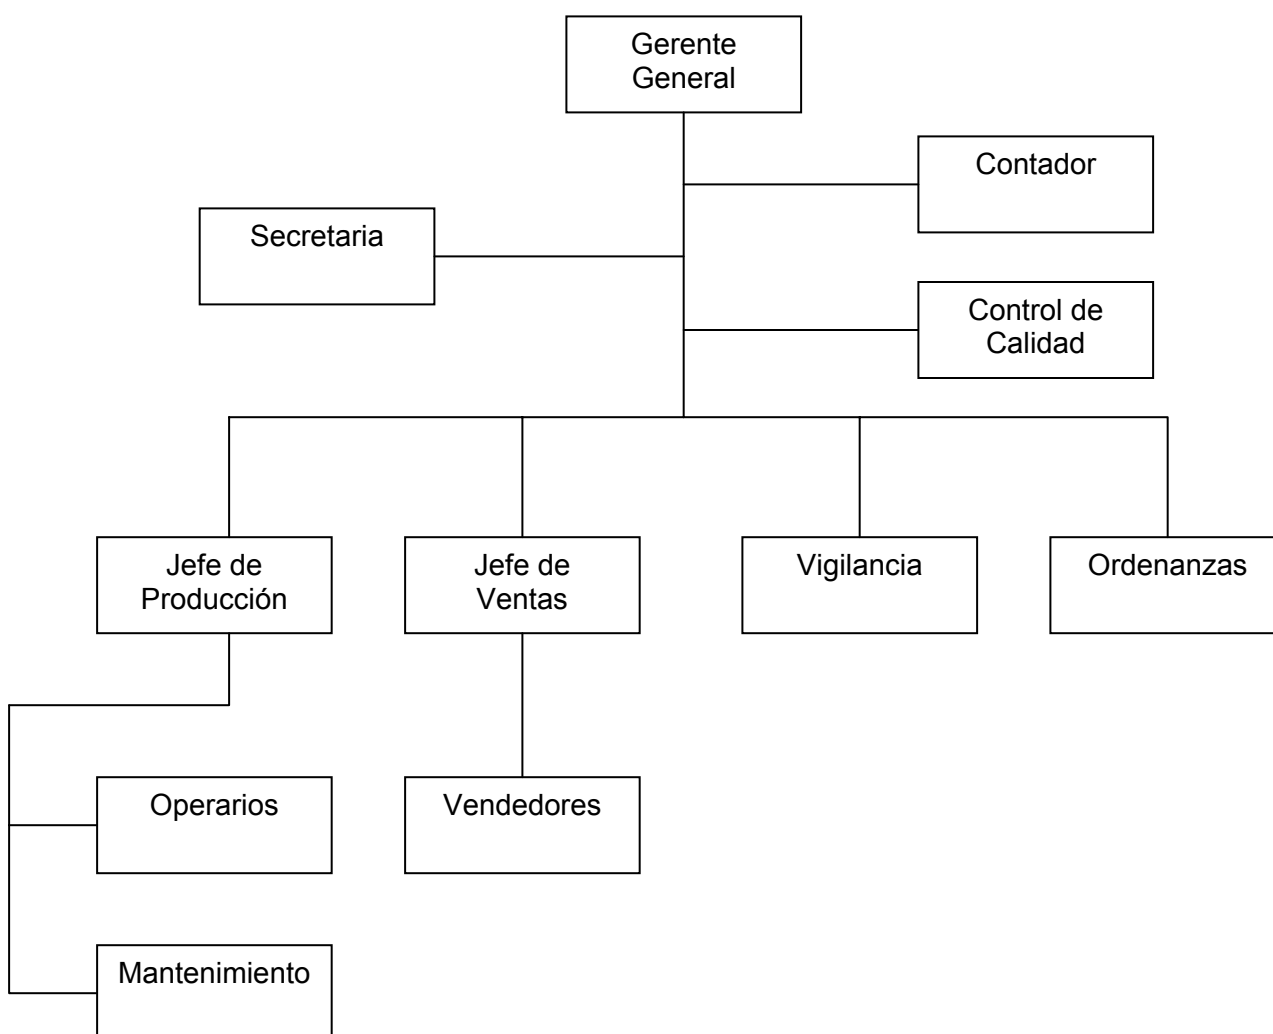 Gerente
General
Contador
Secretaria
Control de
Calidad
Jefe de
Producción
Jefe de
Ventas
Vigilancia
Ordenanzas
Operarios
Vendedores
Mantenimiento